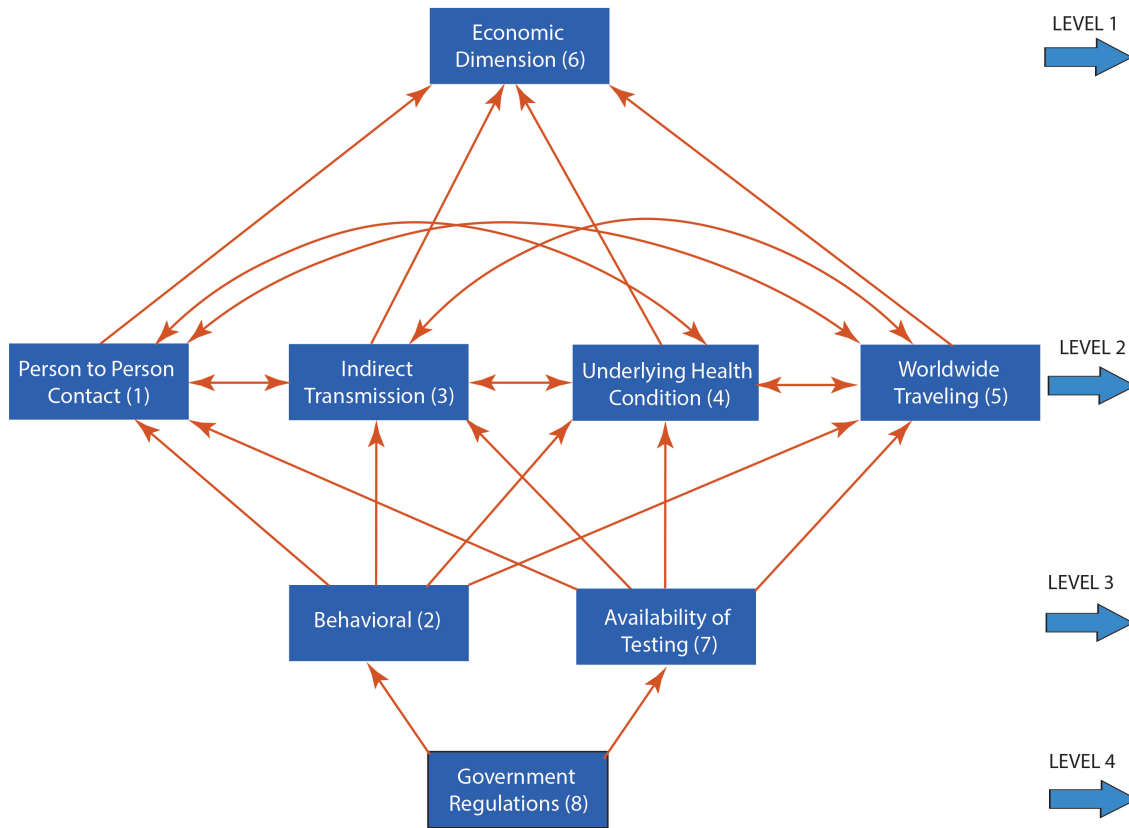 Economic
Dimension (6)
LEVEL 1
Person to Person
Contact (1)
Indirect
Transmission (3)
Underlying Health
Condition (4)
Worldwide
Traveling (5)
LEVEL 2
Behavioral (2)
Availability of
Testing (7)
LEVEL 3
Government
Regulations (8)
LEVEL 4